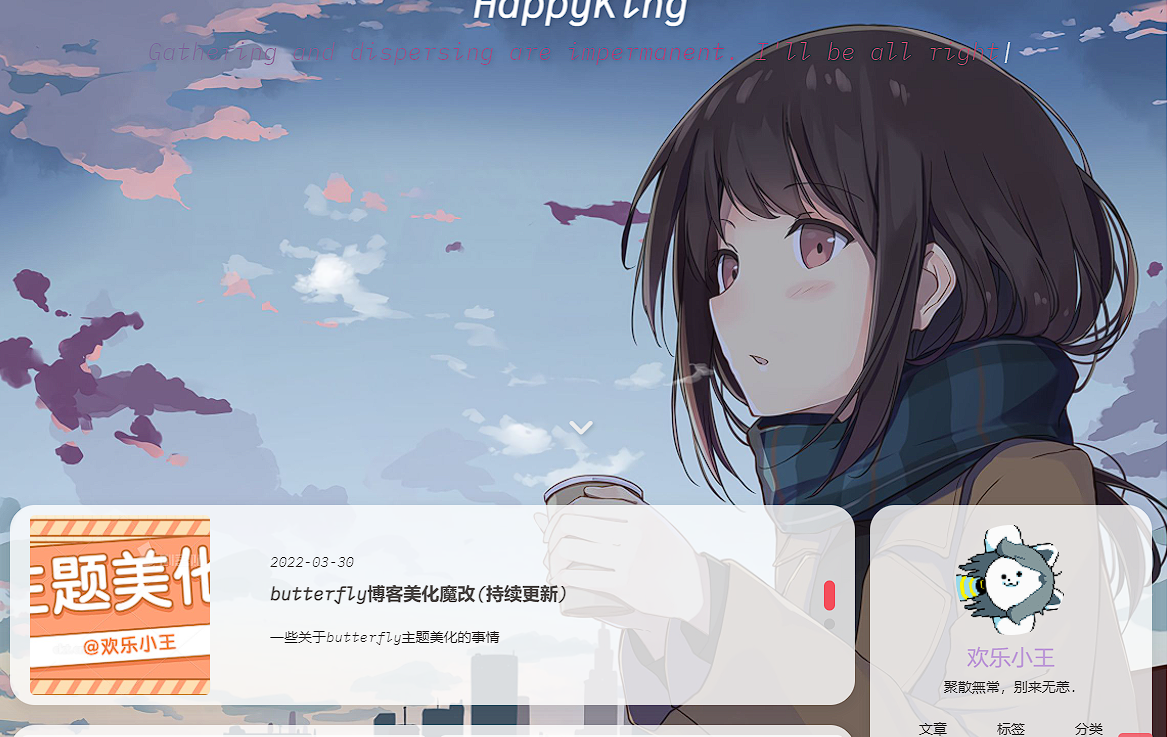 HappyKing
Gathering and dispersing are impermanent. I'll be all right|
主题美化
@欢乐小王
2022-03-30
butterfly博客美化魔改(持续更新)
一些关于butterfly主题美化的事情
欢乐小王
聚散無常，别来无恙.
文章 标签 分类